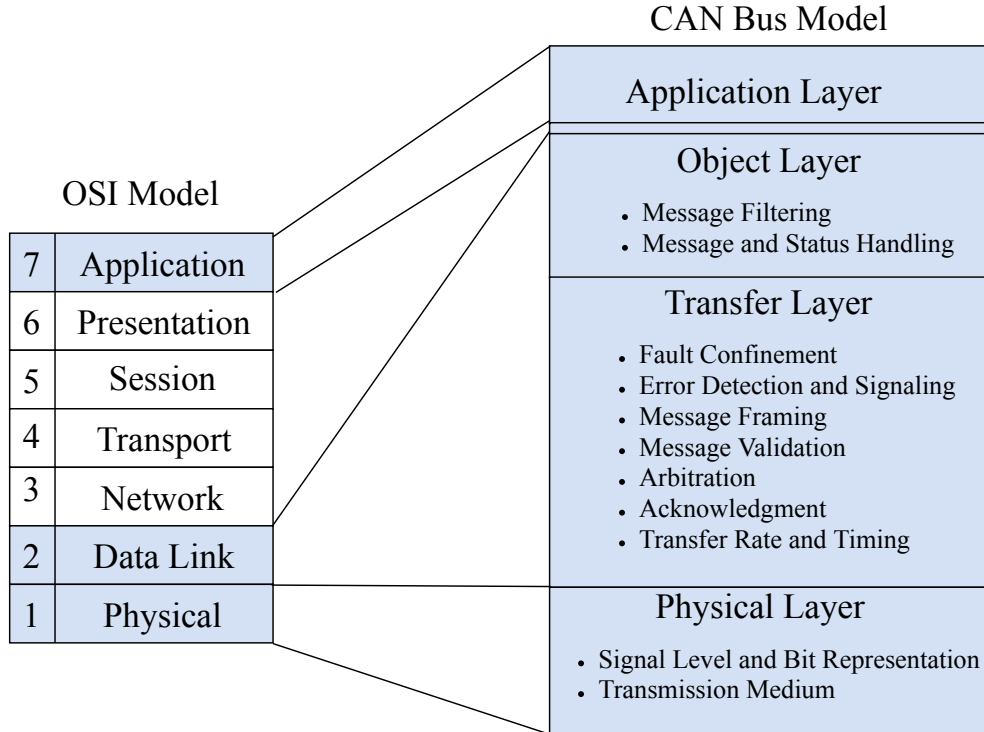 CAN Bus Model
Application Layer
Object Layer
• Message Filtering
• Message and Status Handling
Transfer Layer
• Fault Confinement
• Error Detection and Signaling
• Message Framing
• Message Validation
• Arbitration
• Acknowledgment
• Transfer Rate and Timing
Physical Layer
• Signal Level and Bit Representation
• Transmission Medium
OSI Model
7 Application
6 Presentation
5 Session
4 Transport
3 Network
2 Data Link
1 Physical